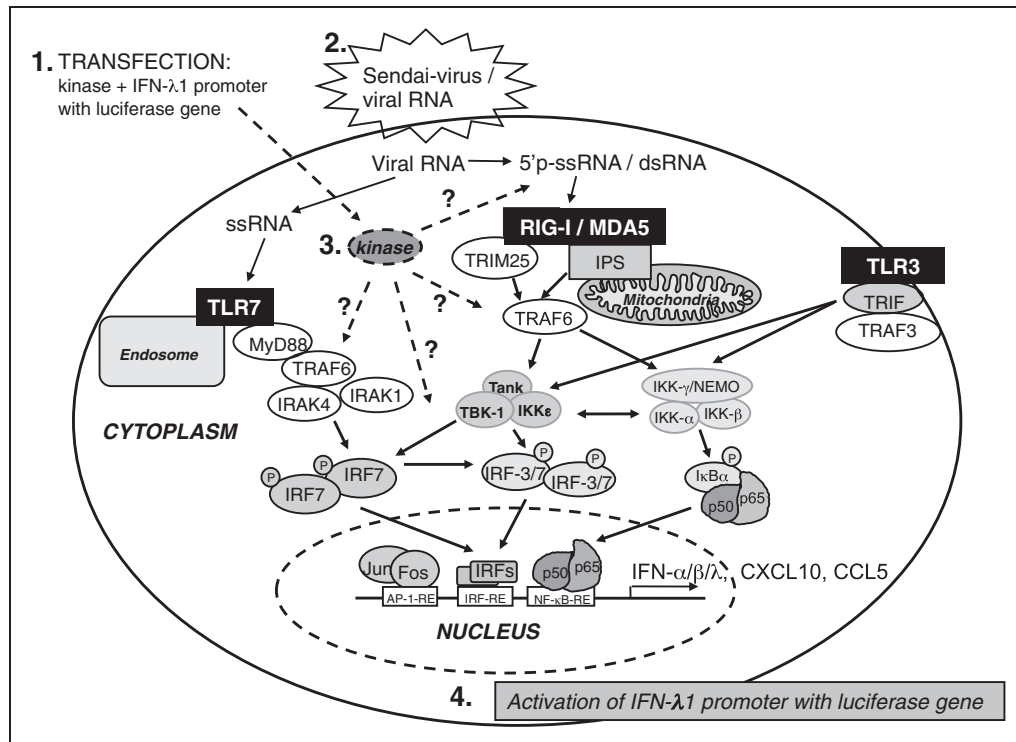 1. TRANSFECTION:
kinase + IFN-λ1 promoter
with luciferase gene
2.
Sendai-virus /
viral RNA
Viral RNA
5'p-ssRNA / dsRNA
?
ssRNA
3. kinase
RIG-I / MDA5
TRIM25
IPS
Mitochondria
TLR3
TRIF
TRAF3
TLR7
?
?
TRAF6
Endosome
MyD88
?
TRAF6
IRAK4
IRAK1
Tank
TBK-1
IKKε
IKK-γ/NEMO
IKK-α
IKK-β
CYTOPLASM
P
P
IRF7
IRF7
P
P
IRF-3/7
IRF-3/7
P
IκBα
p50
p65
Jun
Fos
IRFs
p50
p65
IFN-α/β/λ, CXCL10, CCL5
AP-1-RE
IRF-RE
NF-κB-RE
NUCLEUS
4. Activation of IFN-λ1 promoter with luciferase gene